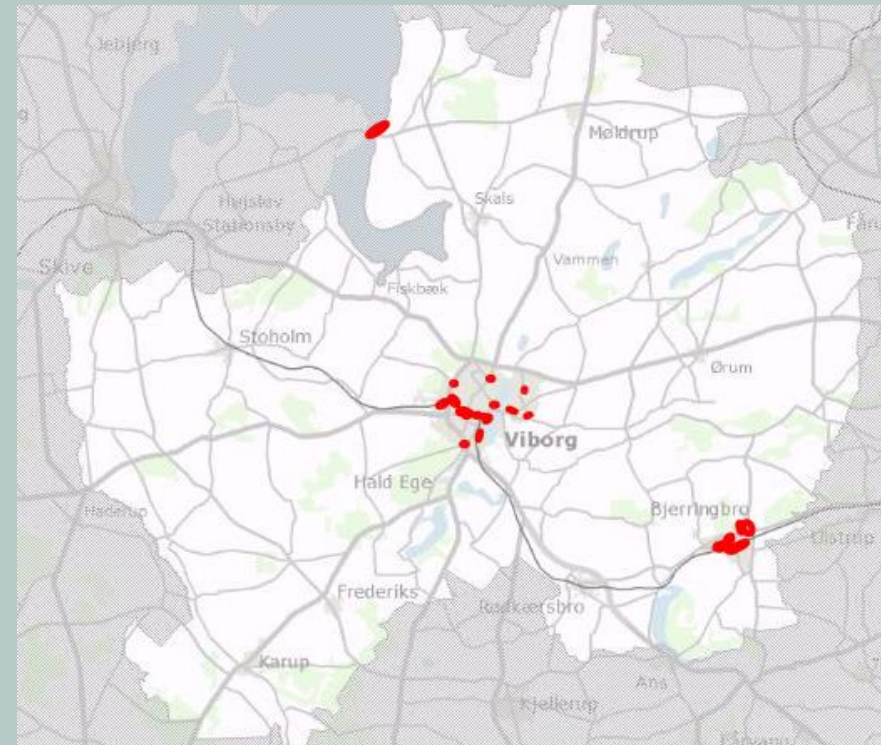 Jebjerg
Møldrup
Højslev
Stationsby
Skals
Skive
Vammen
Fiskbæk
Stoholm
Ørum
Viborg
Hald Ege
Haderup
Bjerringbro
Ulstrup
Frederiks
Rødkærsbro
Karup
Ans
Kjellerup